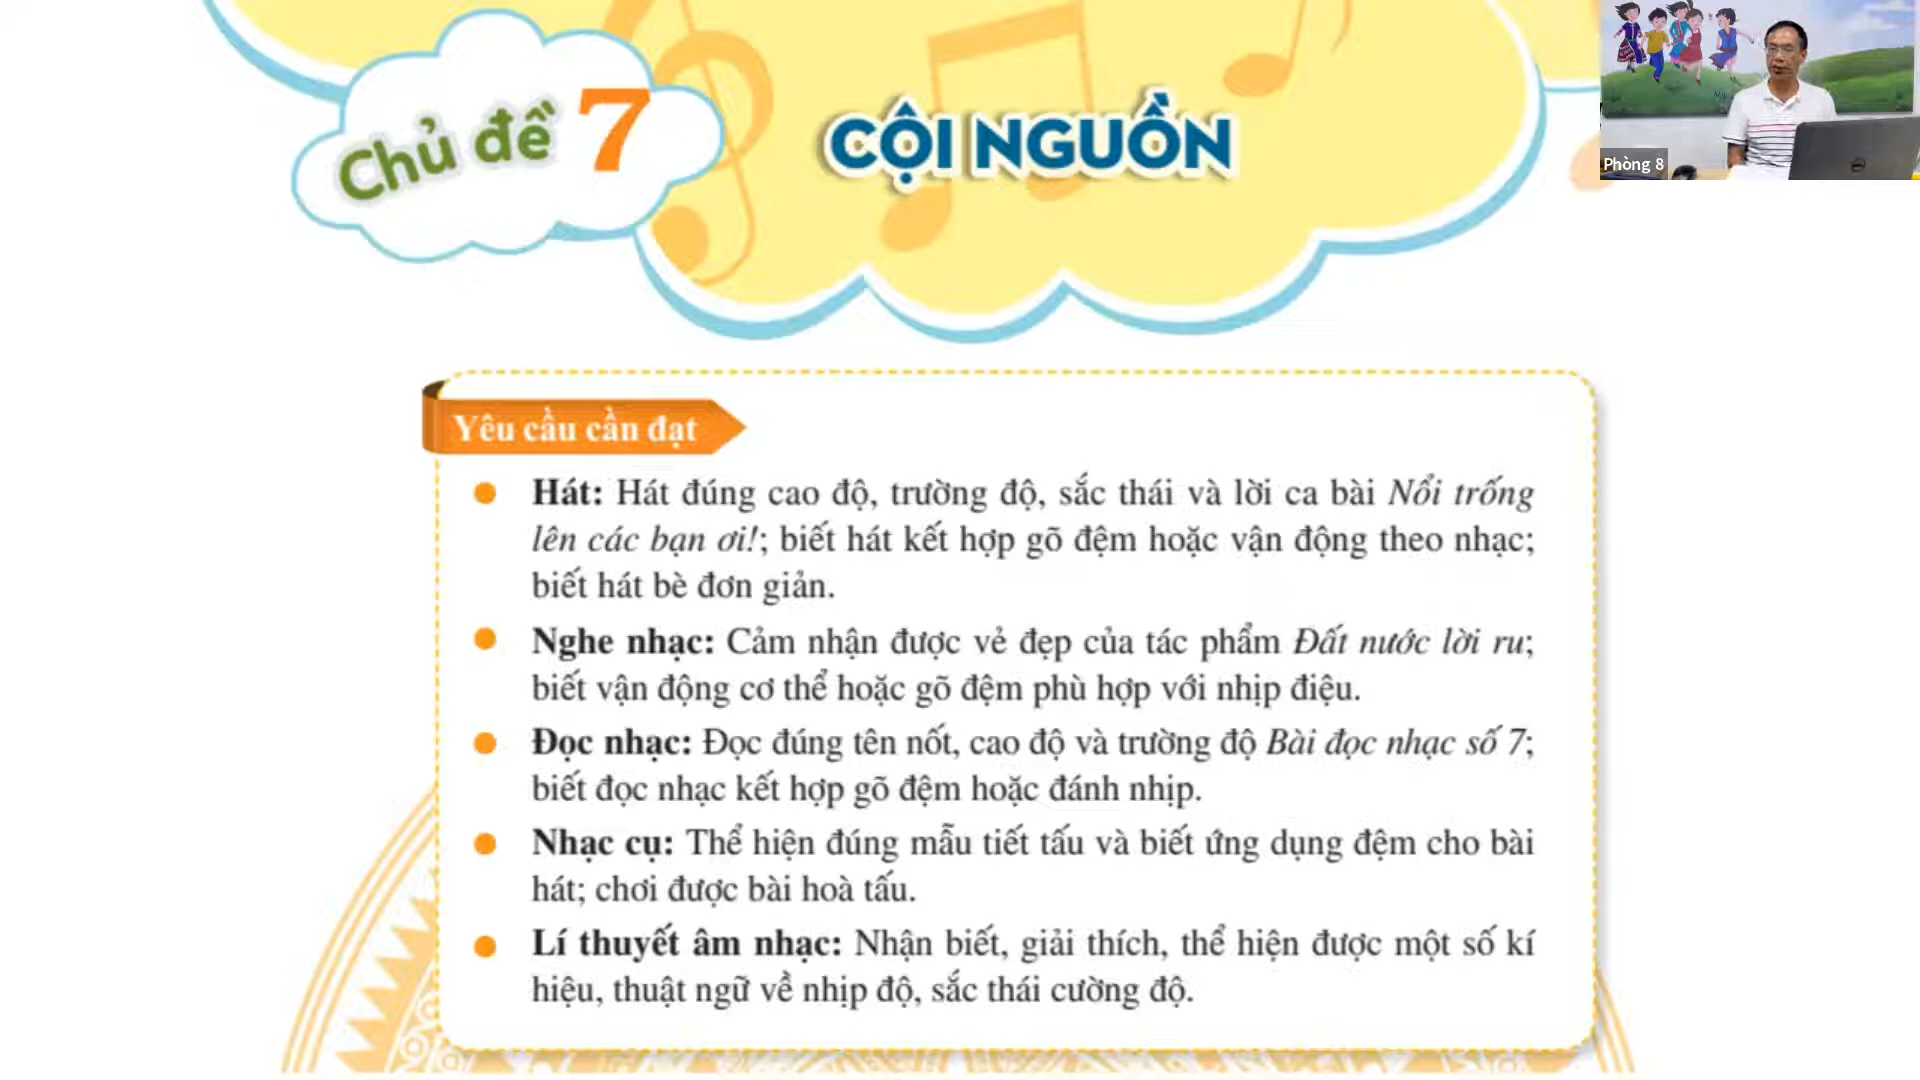 Chủ đề 7
CỘI NGUỒN
Phòng 8
Yêu cầu cần đạt
Hát: Hát đúng cao độ, trường độ, sắc thái và lời ca bài Nổi trống
lên các bạn ơi!; biết hát kết hợp gõ đệm hoặc vận động theo nhạc;
biết hát bè đơn giản.
Nghe nhạc: Cảm nhận được vẻ đẹp của tác phẩm Đất nước lời ru;
biết vận động cơ thể hoặc gõ đệm phù hợp với nhịp điệu.
Đọc nhạc: Đọc đúng tên nốt, cao độ và trường độ Bài đọc nhạc số 7;
biết đọc nhạc kết hợp gõ đệm hoặc đánh nhịp.
Nhạc cụ: Thể hiện đúng mẫu tiết tấu và biết ứng dụng đệm cho bài
hát; chơi được bài hoà tấu.
Lí thuyết âm nhạc: Nhận biết, giải thích, thể hiện được một số kí
hiệu, thuật ngữ về nhịp độ, sắc thái cường độ.